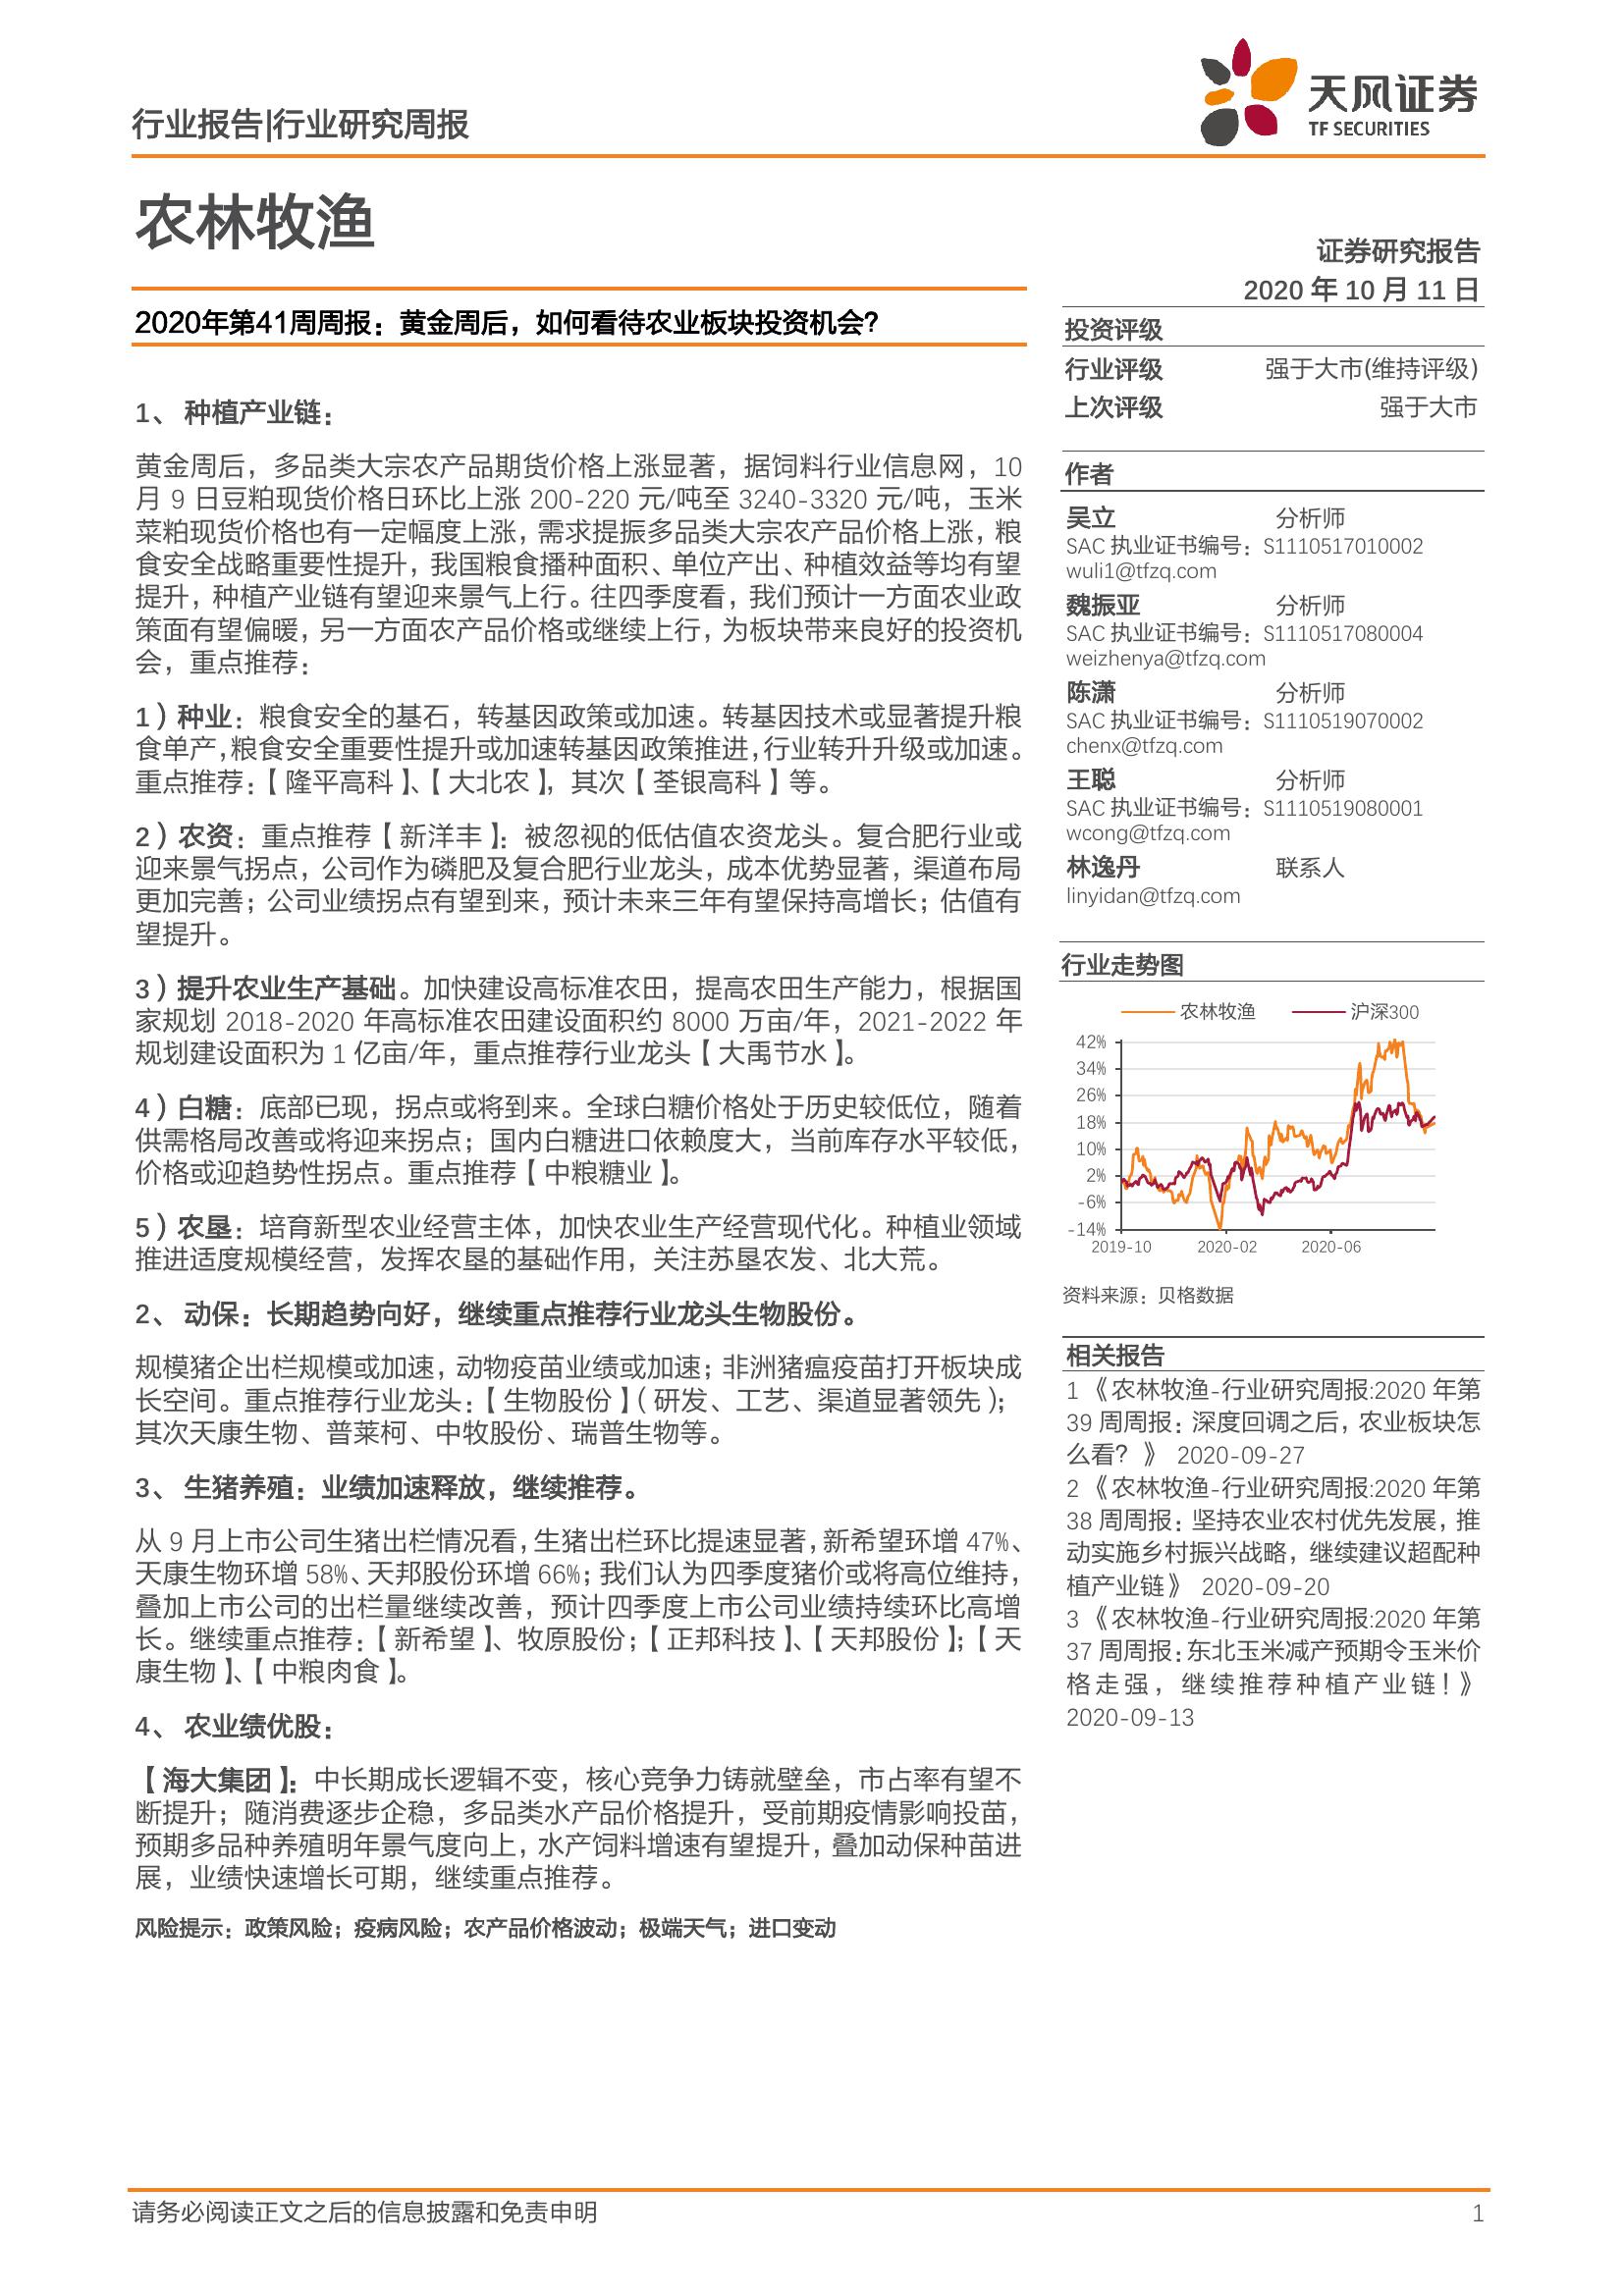 天风证券
TF SECURITIES
行业报告|行业研究周报
农林牧渔
证券研究报告
2020 年 10 月 11 日
2020年第41周周报：黄金周后，如何看待农业板块投资机会？
1、 种植产业链：
黄金周后，多品类大宗农产品期货价格上涨显著，据饲料行业信息网，10
月 9 日豆粕现货价格日环比上涨 200-220 元/吨至 3240-3320 元/吨，玉米
菜粕现货价格也有一定幅度上涨，需求提振多品类大宗农产品价格上涨，粮
食安全战略重要性提升，我国粮食播种面积、单位产出、种植效益等均有望
提升，种植产业链有望迎来景气上行。往四季度看，我们预计一方面农业政
策面有望偏暖，另一方面农产品价格或继续上行，为板块带来良好的投资机
会，重点推荐：
1）种业：粮食安全的基石，转基因政策或加速。转基因技术或显著提升粮
食单产，粮食安全重要性提升或加速转基因政策推进，行业转升升级或加速。
重点推荐：【隆平高科】、【大北农】，其次【荃银高科】等。
2）农资：重点推荐【新洋丰】：被忽视的低估值农资龙头。复合肥行业或
迎来景气拐点，公司作为磷肥及复合肥行业龙头，成本优势显著，渠道布局
更加完善；公司业绩拐点有望到来，预计未来三年有望保持高增长；估值有
望提升。
3）提升农业生产基础。加快建设高标准农田，提高农田生产能力，根据国
家规划 2018-2020 年高标准农田建设面积约 8000 万亩/年，2021-2022 年
规划建设面积为 1 亿亩/年，重点推荐行业龙头【大禹节水】。
4）白糖：底部已现，拐点或将到来。全球白糖价格处于历史较低位，随着
供需格局改善或将迎来拐点；国内白糖进口依赖度大，当前库存水平较低，
价格或迎趋势性拐点。重点推荐【中粮糖业】。
5）农垦：培育新型农业经营主体，加快农业生产经营现代化。种植业领域
推进适度规模经营，发挥农垦的基础作用，关注苏垦农发、北大荒。
2、 动保：长期趋势向好，继续重点推荐行业龙头生物股份。
规模猪企出栏规模或加速，动物疫苗业绩或加速；非洲猪瘟疫苗打开板块成
长空间。重点推荐行业龙头：【生物股份】（研发、工艺、渠道显著领先）；
其次天康生物、普莱柯、中牧股份、瑞普生物等。
3、 生猪养殖：业绩加速释放，继续推荐。
从 9 月上市公司生猪出栏情况看，生猪出栏环比提速显著，新希望环增 47%、
天康生物环增 58%、天邦股份环增 66%；我们认为四季度猪价或将高位维持，
叠加上市公司的出栏量继续改善，预计四季度上市公司业绩持续环比高增
长。继续重点推荐：【新希望】、牧原股份；【正邦科技】、【天邦股份】；【天
康生物】、【中粮肉食】。
4、 农业绩优股：
【海大集团】：中长期成长逻辑不变，核心竞争力铸就壁垒，市占率有望不
断提升；随消费逐步企稳，多品类水产品价格提升，受前期疫情影响投苗，
预期多品种养殖明年景气度向上，水产饲料增速有望提升，叠加动保种苗进
展，业绩快速增长可期，继续重点推荐。
风险提示：政策风险；疫病风险；农产品价格波动；极端天气；进口变动
投资评级
行业评级 强于大市(维持评级)
上次评级 强于大市
作者
吴立 分析师
SAC 执业证书编号：S1110517010002
wuli1@tfzq.com
魏振亚 分析师
SAC 执业证书编号：S1110517080004
weizhenya@tfzq.com
陈潇 分析师
SAC 执业证书编号：S1110519070002
chenx@tfzq.com
王聪 分析师
SAC 执业证书编号：S1110519080001
wcong@tfzq.com
林逸丹 联系人
linyidan@tfzq.com
行业走势图
农林牧渔 沪深300
42%
34%
26%
18%
10%
2%
-6%
-14%
2019-10 2020-02 2020-06
资料来源：贝格数据
相关报告
1 《农林牧渔-行业研究周报:2020 年第
39 周周报：深度回调之后，农业板块怎
么看？》 2020-09-27
2 《农林牧渔-行业研究周报:2020 年第
38 周周报：坚持农业农村优先发展，推
动实施乡村振兴战略，继续建议超配种
植产业链》 2020-09-20
3 《农林牧渔-行业研究周报:2020 年第
37 周周报：东北玉米减产预期令玉米价
格走强，继续推荐种植产业链！》
2020-09-13
请务必阅读正文之后的信息披露和免责申明 1